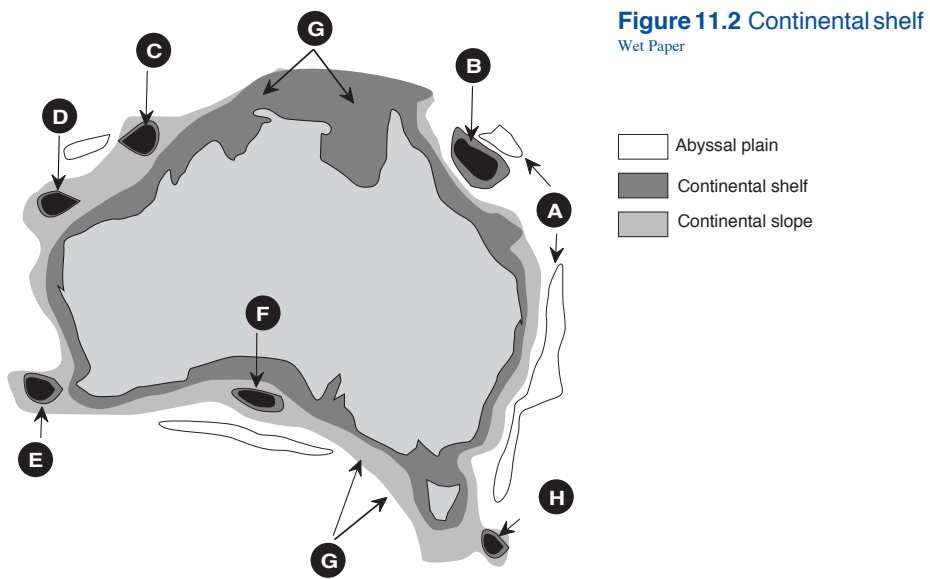 Figure 11.2 Continental shelf
Wet Paper
G
C
B
D
Abyssal plain
Continental shelf
A
Continental slope
F
E
H
G